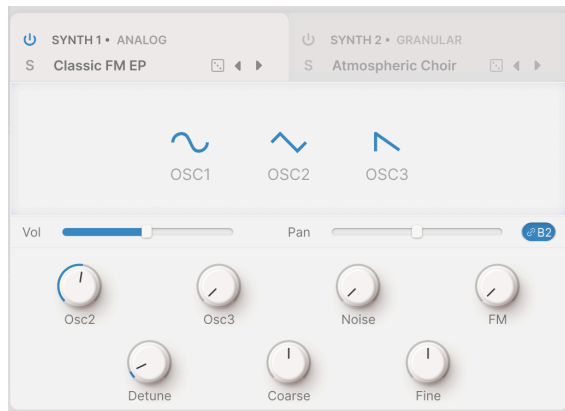 SYNTH 1 • ANALOG
SYNTH 2 • GRANULAR
S Classic FM EP
S Atmospheric Choir
OSC1 OSC2 OSC3
Vol Pan B2
Osc2 Osc3 Noise FM
Detune Coarse Fine